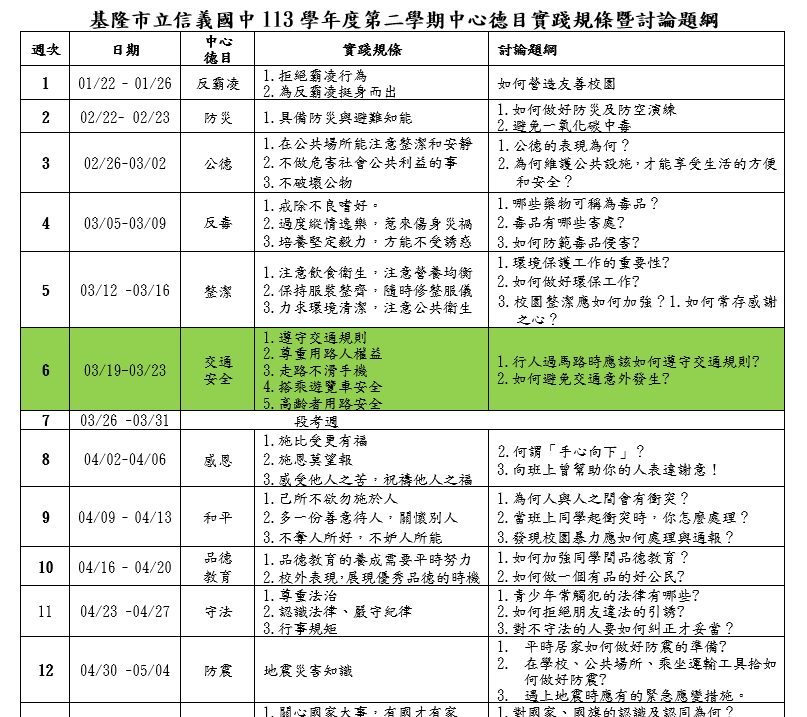 基隆市立信義國中 113 學年度第二學期中心德目實踐規條暨討論題綱
週次 日期 中心德目 實踐規條 討論題綱
1 01/22 - 01/26 反霸凌
1.拒絕霸凌行為
2.為反霸凌挺身而出
如何營造友善校園
2 02/22- 02/23 防災
1.具備防災與避難知能
1.如何做好防災及防空演練
2.避免一氧化碳中毒
3 02/26-03/02 公德
1.在公共場所能注意整潔和安靜
2.不做危害社會公共利益的事
3.不破壞公物
1.公德的表現為何？
2.為何維護公共設施，才能享受生活的方便
和安全？
4 03/05-03/09 反毒
1.戒除不良嗜好。
2.過度縱情逸樂，惹來傷身災禍
3.培養堅定毅力，方能不受誘惑
1.哪些藥物可稱為毒品？
2.毒品有哪些害處?
3.如何防範毒品侵害?
5 03/12 -03/16 整潔
1.注意飲食衛生，注意營養均衡
2.保持服裝整齊，隨時修整服儀
3.力求環境清潔，注意公共衛生
1.環境保護工作的重要性?
2.如何做好環保工作?
3.校園整潔應如何加強？1.如何常存感謝
之心？
6 03/19-03/23 交通
安全
1.遵守交通規則
2.尊重用路人權益
3.走路不滑手機
4.搭乘遊覽車安全
5.高齡者用路安全
1.行人過馬路時應該如何遵守交通規則?
2.如何避免交通意外發生?
7 03/26 -03/31 段考週
8 04/02-04/06 感恩
1.施比受更有福
2.施恩莫望報
3.感受他人之苦，祝禱他人之福
2.何謂「手心向下」？
3.向班上曾幫助你的人表達謝意！
9 04/09 - 04/13 和平
1.己所不欲勿施於人
2.多一份善意待人，關懷別人
3.不奪人所好，不妒人所能
1.為何人與人之間會有衝突？
2.當班上同學起衝突時，你怎麼處理？
3.發現校園暴力應如何處理與通報？
10 04/16 - 04/20 品德
教育
1.品德教育的養成需要平時努力
2.校外表現，展現優秀品德的時機
1.如何加強同學間品德教育？
2.如何做一個有品的好公民?
11 04/23 -04/27 守法
1.尊重法治
2.認識法律、嚴守紀律
3.行事規矩
1.青少年常觸犯的法律有哪些?
2.如何拒絕朋友違法的引誘?
3.對不守法的人要如何糾正才妥當？
12 04/30 -05/04 防震
地震災害知識
1. 平時居家如何做好防震的準備?
2. 在學校、公共場所、乘坐運輸工具拾如
何做好防震?
3. 遇上地震時應有的緊急應變措施。
1.關心國家大事，有國才有家
1.對國家、國旗的認識及認同為何？